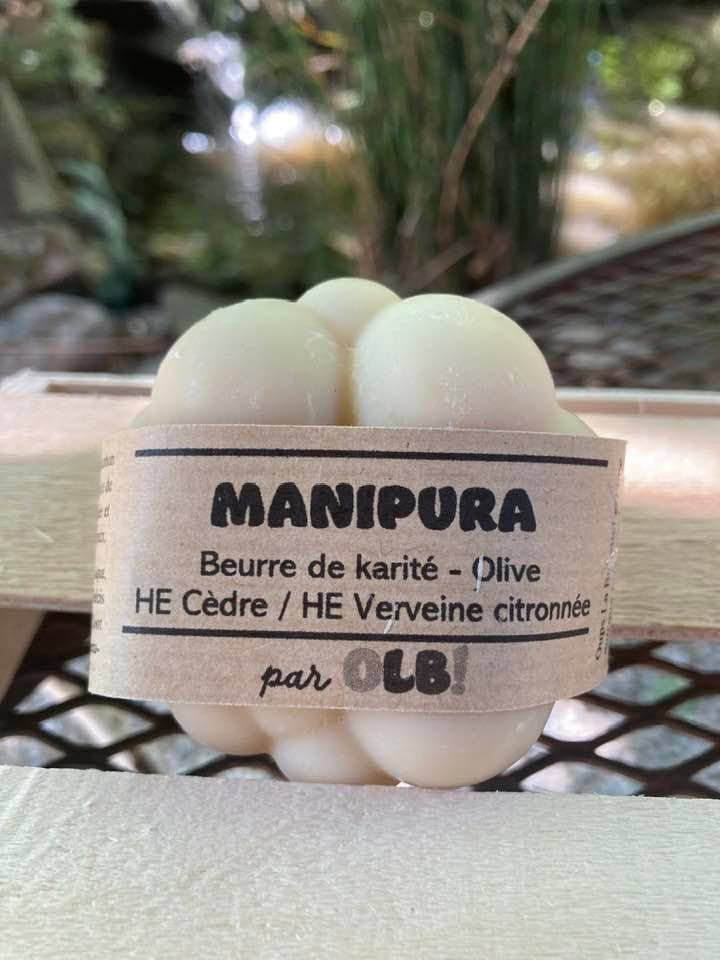 MANIPURA
Beurre de karité - Olive
HE Cèdre / HE Verveine citronnée
par OLB!